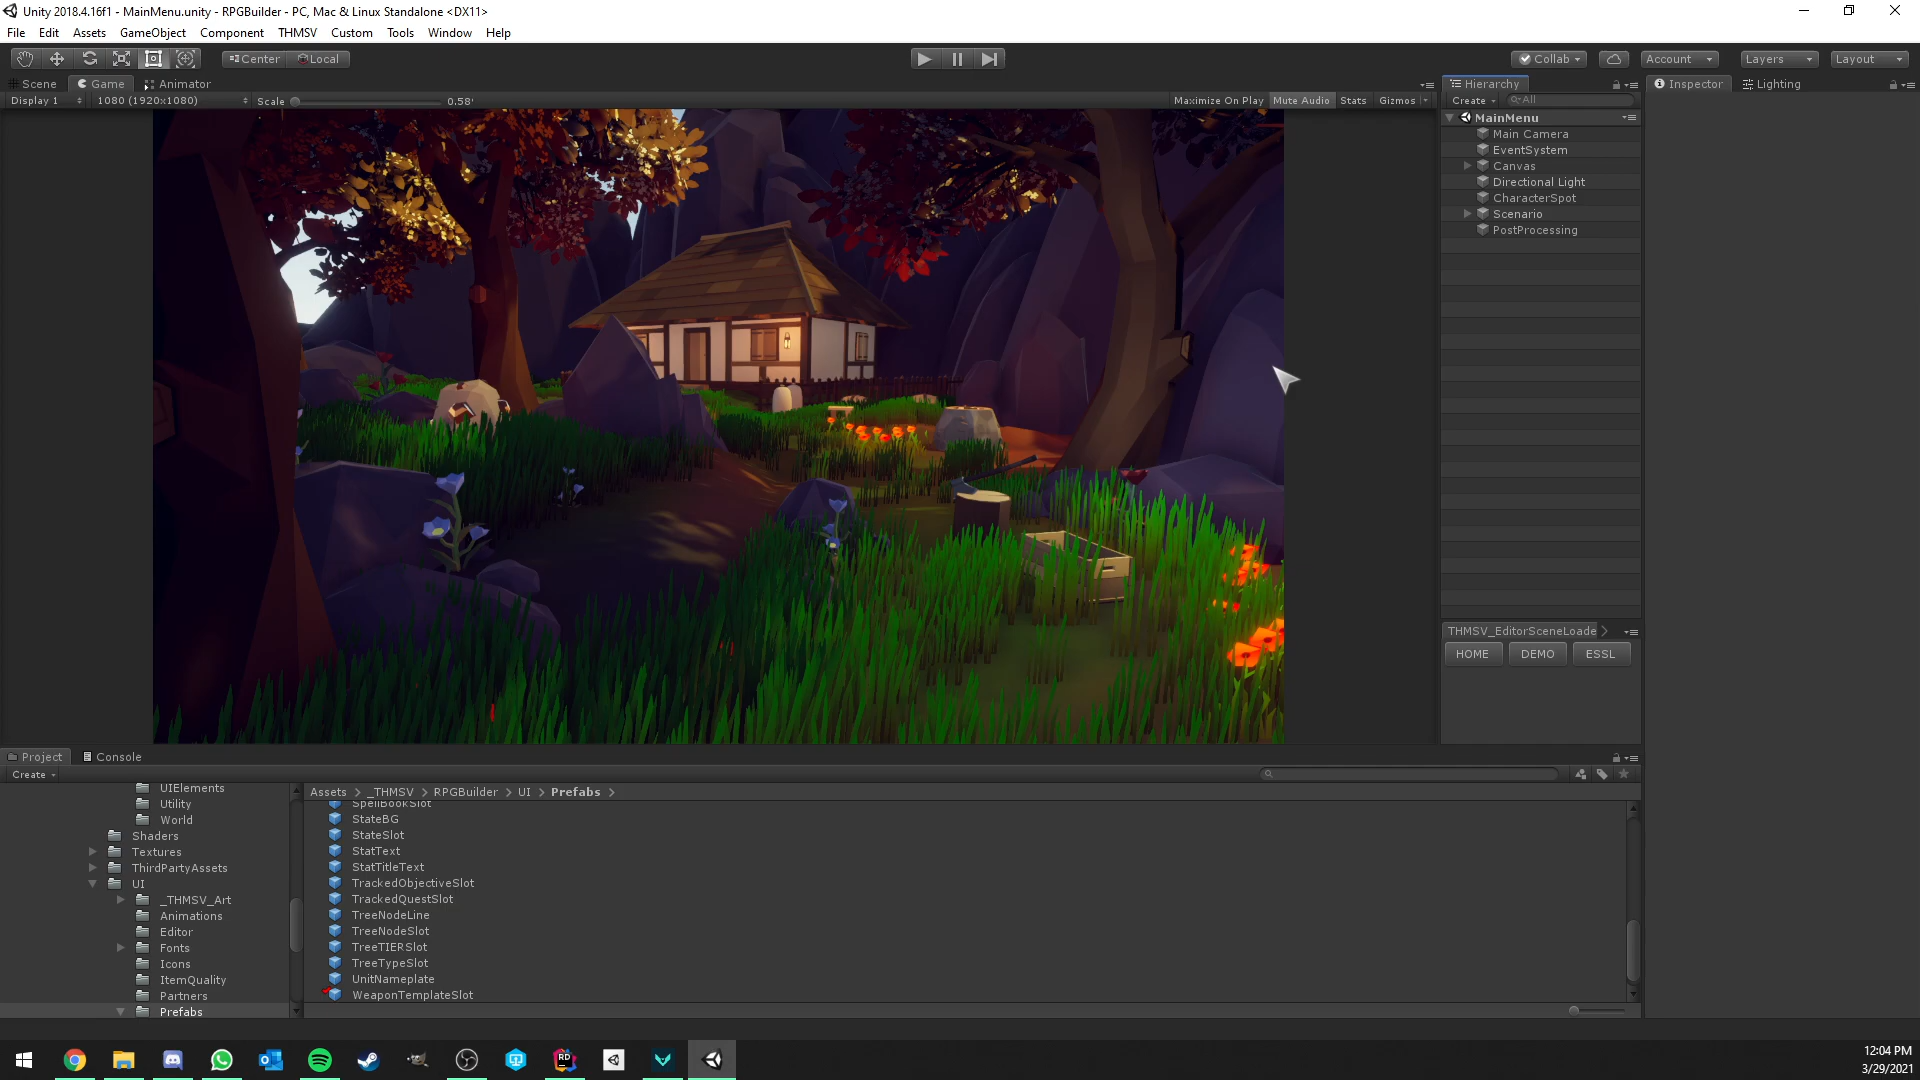 Unity 2018.4.16f1 - MainMenu.unity - RPGBuilder - PC, Mac & Linux Standalone <DX11>
File Edit Assets GameObject Component THMSV Custom Tools Window Help
Center Local Collab Account Layers Layout
Scene Game Animator Hierarchy Inspector Lighting
Display 1 1080 (1920x1080) Scale 0.58' Maximize On Play Mute Audio Stats Gizmos Create All
MainMenu
Main Camera
EventSystem
Canvas
Directional Light
CharacterSpot
Scenario
PostProcessing
THMSV_EditorSceneLoade
HOME DEMO ESSL
Project Console
Create
UIElements
Utility
World
Shaders
Textures
ThirdPartyAssets
UI
_THMSV_Art
Animations
Editor
Fonts
Icons
ItemQuality
Partners
Prefabs
Assets > _THMSV > RPGBuilder > UI > Prefabs >
SpellBookSlot
StateBG
StateSlot
StatText
StatTitleText
TrackedObjectiveSlot
TrackedQuestSlot
TreeNodeLine
TreeNodeSlot
TreeTIERSlot
TreeTypeSlot
UnitNameplate
WeaponTemplateSlot
RD
12:04 PM
3/29/2021